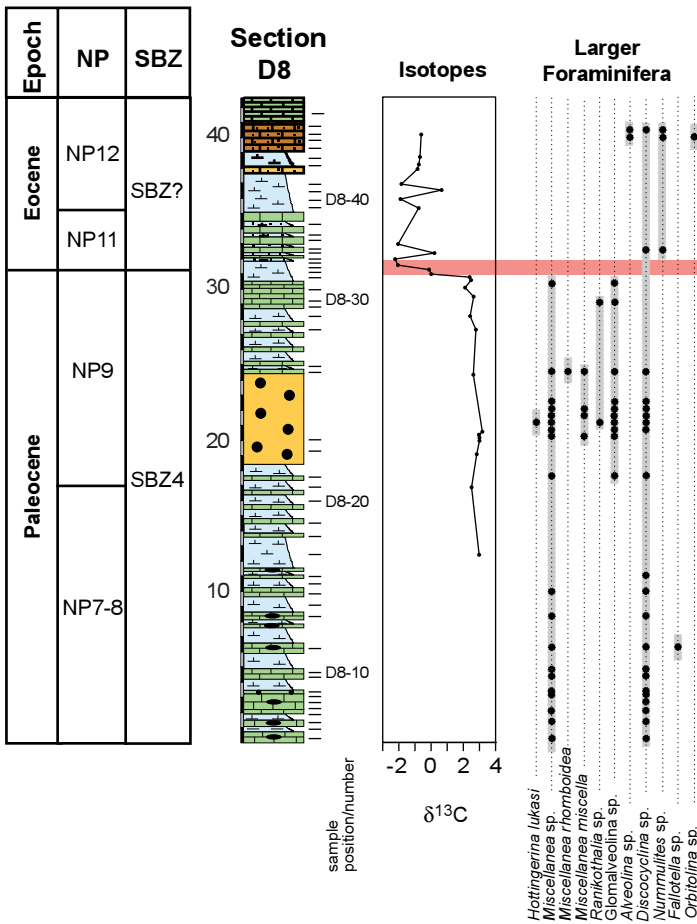 Epoch
NP
SBZ
Section
D8
Isotopes
Larger
Foraminifera
Eocene
Paleocene
NP12
NP11
NP9
NP7-8
SBZ?
SBZ4
40
30
20
10
D8-40
D8-30
D8-20
D8-10
sample
position/number
-2 0 2 4
δ13C
Hottingerina lukasi
Miscellanea sp.
Miscellanea rhomboidea
Miscellanea miscella
Ranikothalia sp.
Glomalveolina sp.
Alveolina sp.
Discocyclina sp.
Nummulites sp.
Fallotella sp.
Orbitolina sp.